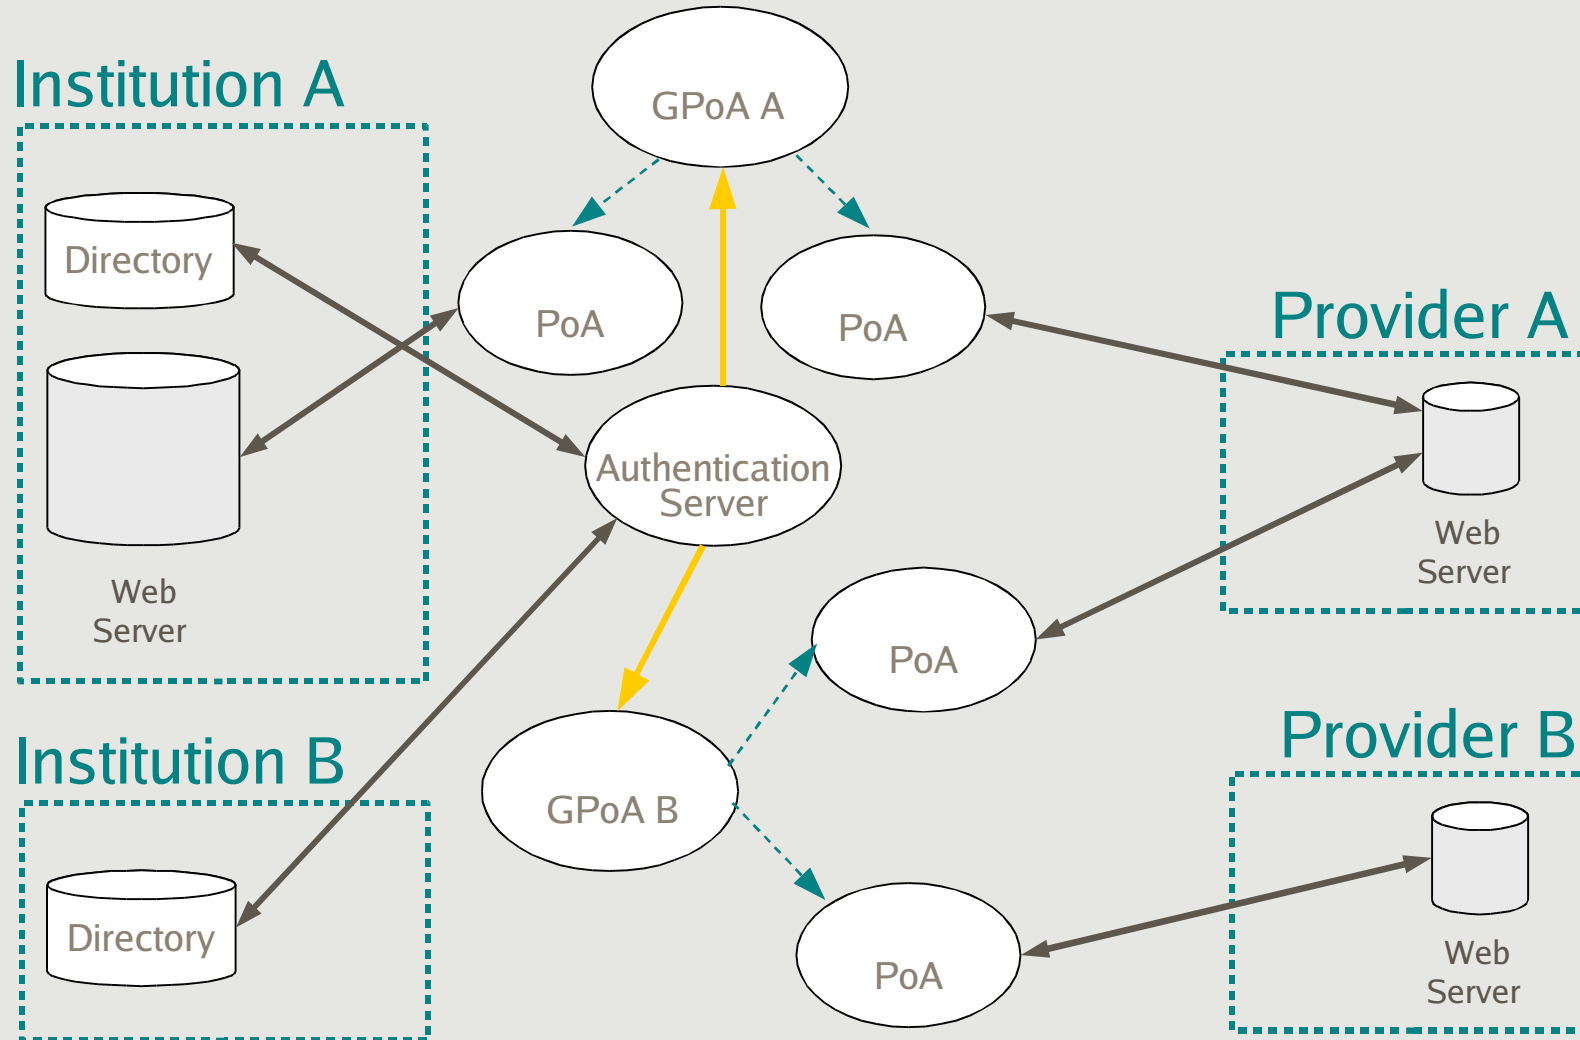 Institution A
GPoA A
Directory
PoA
PoA
Provider A
Authentication
Server
Web
Server
Web
Server
PoA
Institution B
GPoA B
Provider B
Directory
PoA
Web
Server